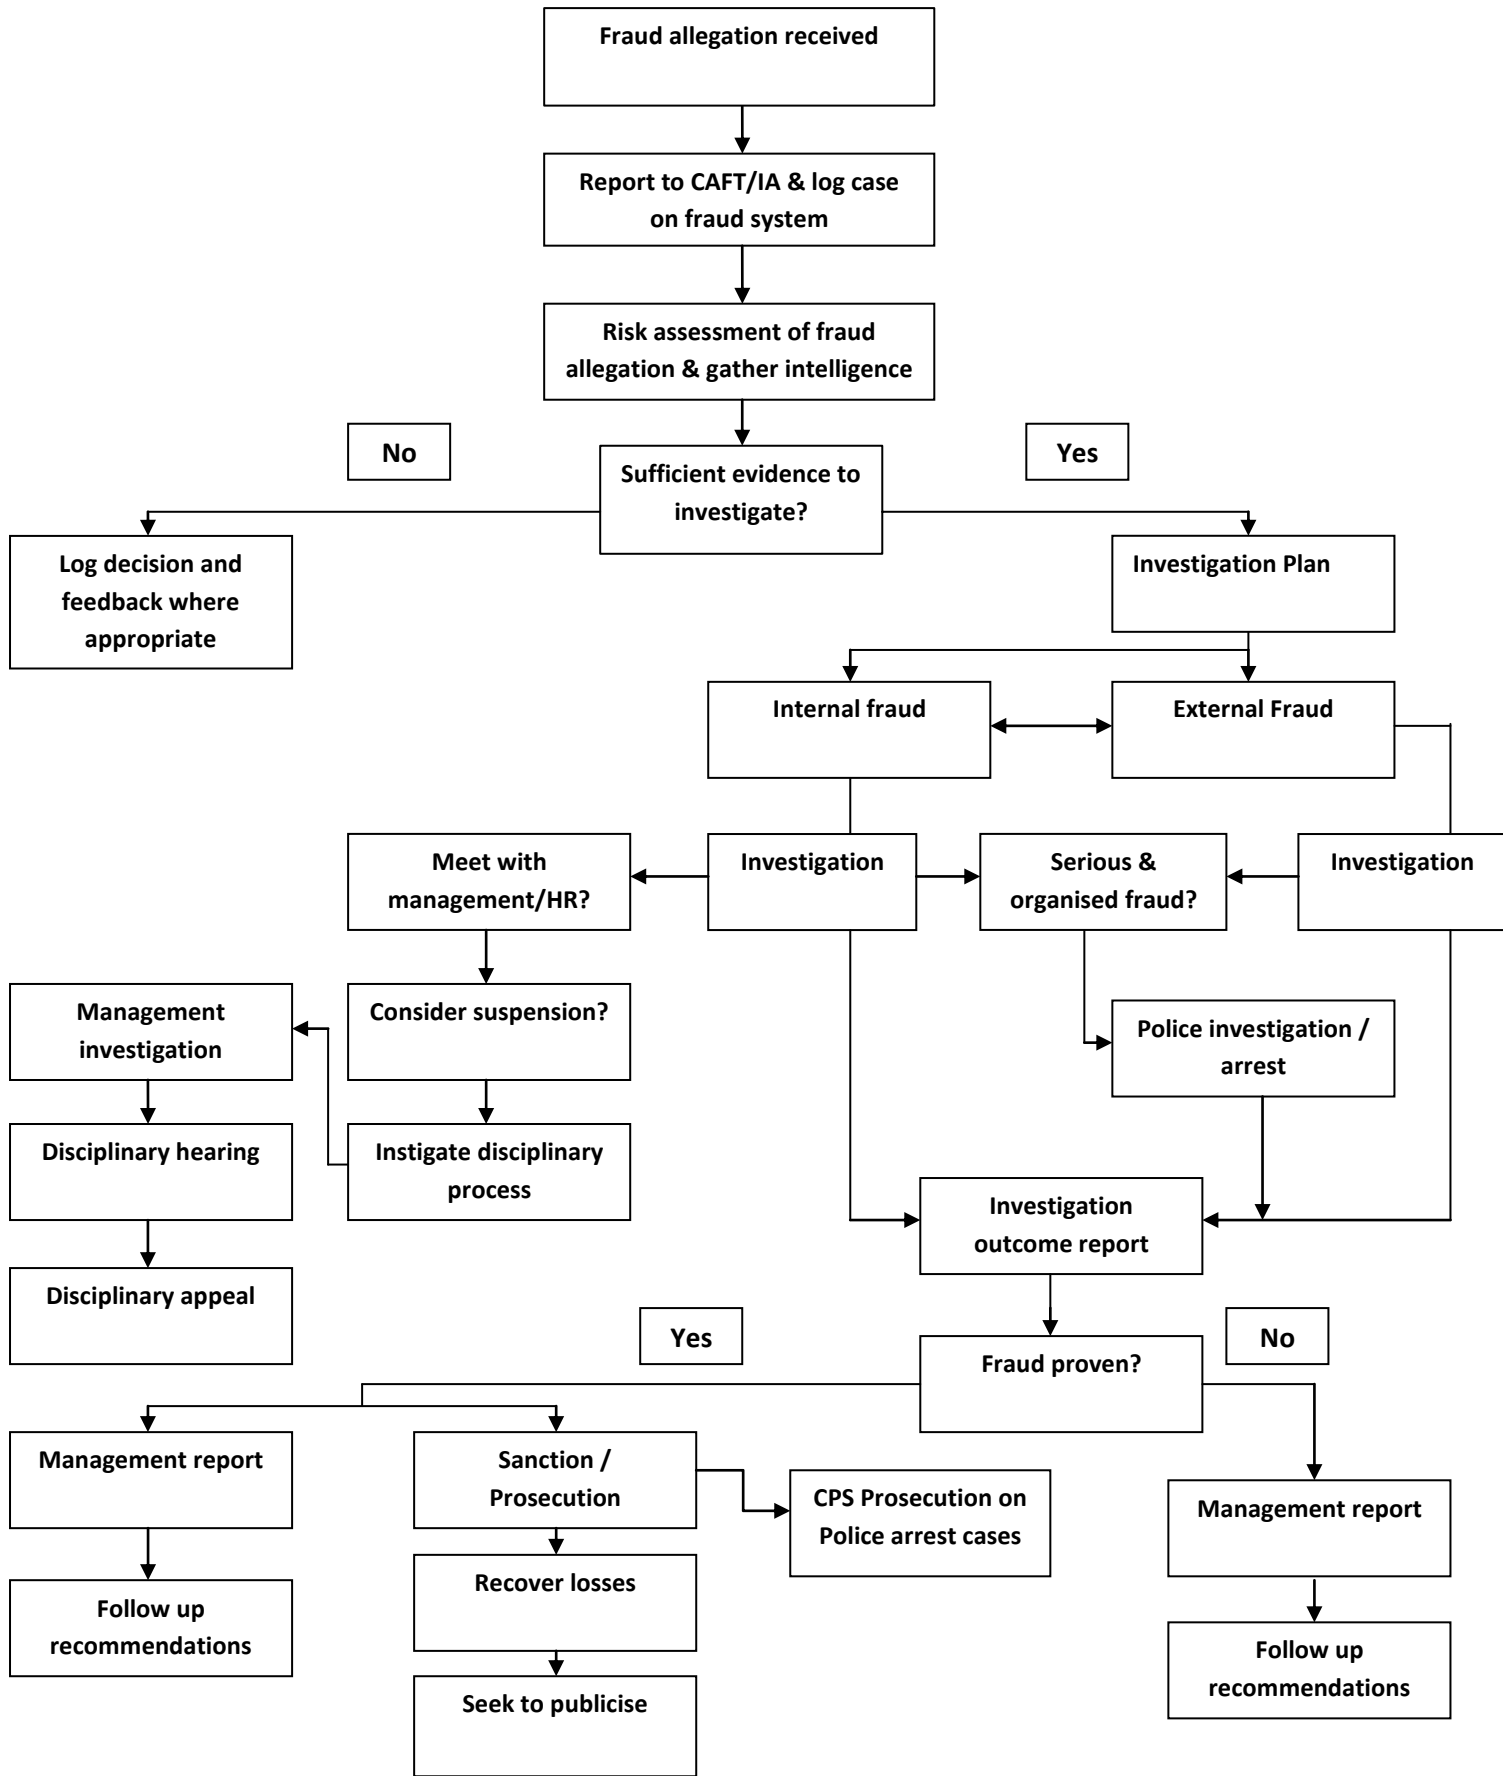 Fraud allegation received
Report to CAFT/IA & log case
on fraud system
Risk assessment of fraud
allegation & gather intelligence
No
Yes
Sufficient evidence to
investigate?
Log decision and
feedback where
appropriate
Investigation Plan
Internal fraud
External Fraud
Meet with
management/HR?
Investigation
Serious &
organised fraud?
Investigation
Management
investigation
Consider suspension?
Police investigation /
arrest
Disciplinary hearing
Instigate disciplinary
process
Investigation
outcome report
Disciplinary appeal
Yes
No
Fraud proven?
Management report
Sanction /
Prosecution
CPS Prosecution on
Police arrest cases
Management report
Recover losses
Follow up
recommendations
Follow up
recommendations
Seek to publicise